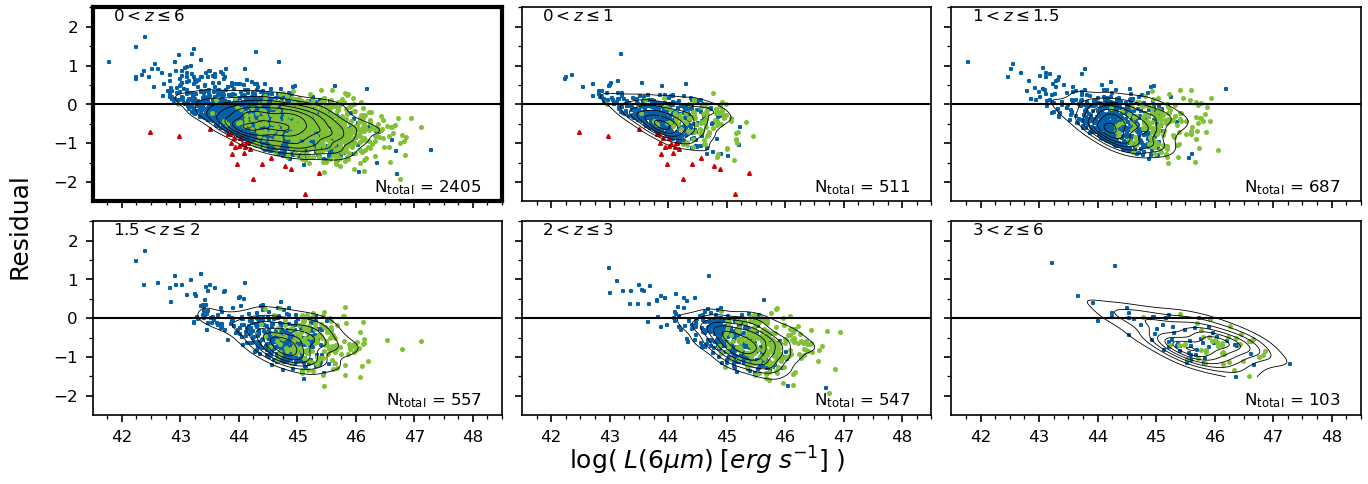 0 < z ≤ 6
0 < z ≤ 1
1 < z ≤ 1.5
2
1
0
−1
−2
N_total = 2405
N_total = 511
N_total = 687
Residual
1.5 < z ≤ 2
2 < z ≤ 3
3 < z ≤ 6
2
1
0
−1
−2
N_total = 557
N_total = 547
N_total = 103
42 43 44 45 46 47 48
42 43 44 45 46 47 48
42 43 44 45 46 47 48
log( L(6μm) [erg s⁻¹] )